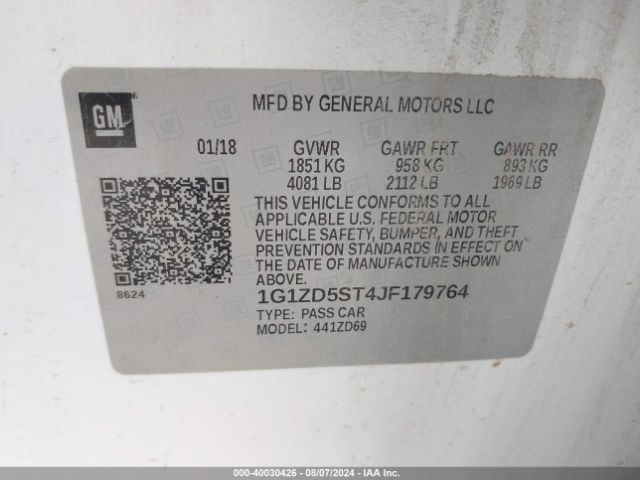 GM
MFD BY GENERAL MOTORS LLC
01/18 GVWR GAWR FRT GAWR RR
1851 KG 958 KG 893 KG
4081 LB 2112 LB 1969 LB
THIS VEHICLE CONFORMS TO ALL
APPLICABLE U.S. FEDERAL MOTOR
VEHICLE SAFETY, BUMPER, AND THEFT
PREVENTION STANDARDS IN EFFECT ON
THE DATE OF MANUFACTURE SHOWN
ABOVE.
8624
1G1ZD5ST4JF179764
TYPE: PASS CAR
MODEL: 441ZD69
000-40030426 - 08/07/2024 - IAA Inc.